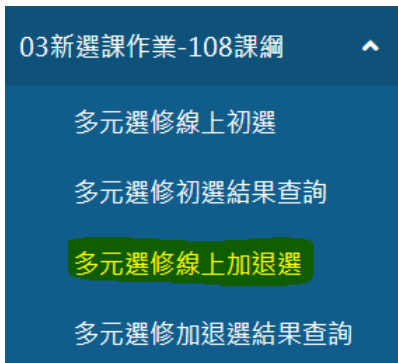 03新選課作業-108課綱
多元選修線上初選
多元選修初選結果查詢
多元選修線上加退選
多元選修加退選結果查詢